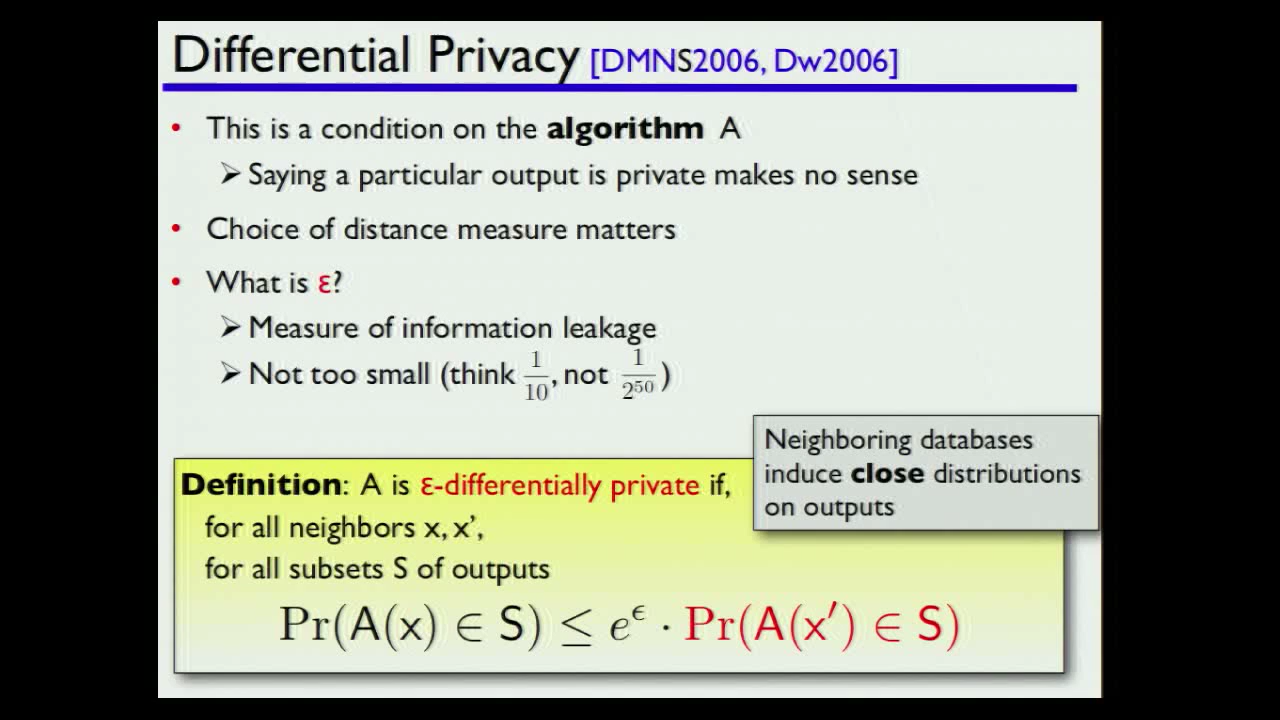 Differential Privacy [DMNS2006, Dw2006]
• This is a condition on the algorithm A
➢ Saying a particular output is private makes no sense
• Choice of distance measure matters
• What is ε?
➢ Measure of information leakage
➢ Not too small (think 1/10, not 1/2^50)
Neighboring databases
induce close distributions
on outputs
Definition: A is ε-differentially private if,
for all neighbors x, x’,
for all subsets S of outputs
Pr(A(x) ∈ S) ≤ e^ϵ · Pr(A(x′) ∈ S)